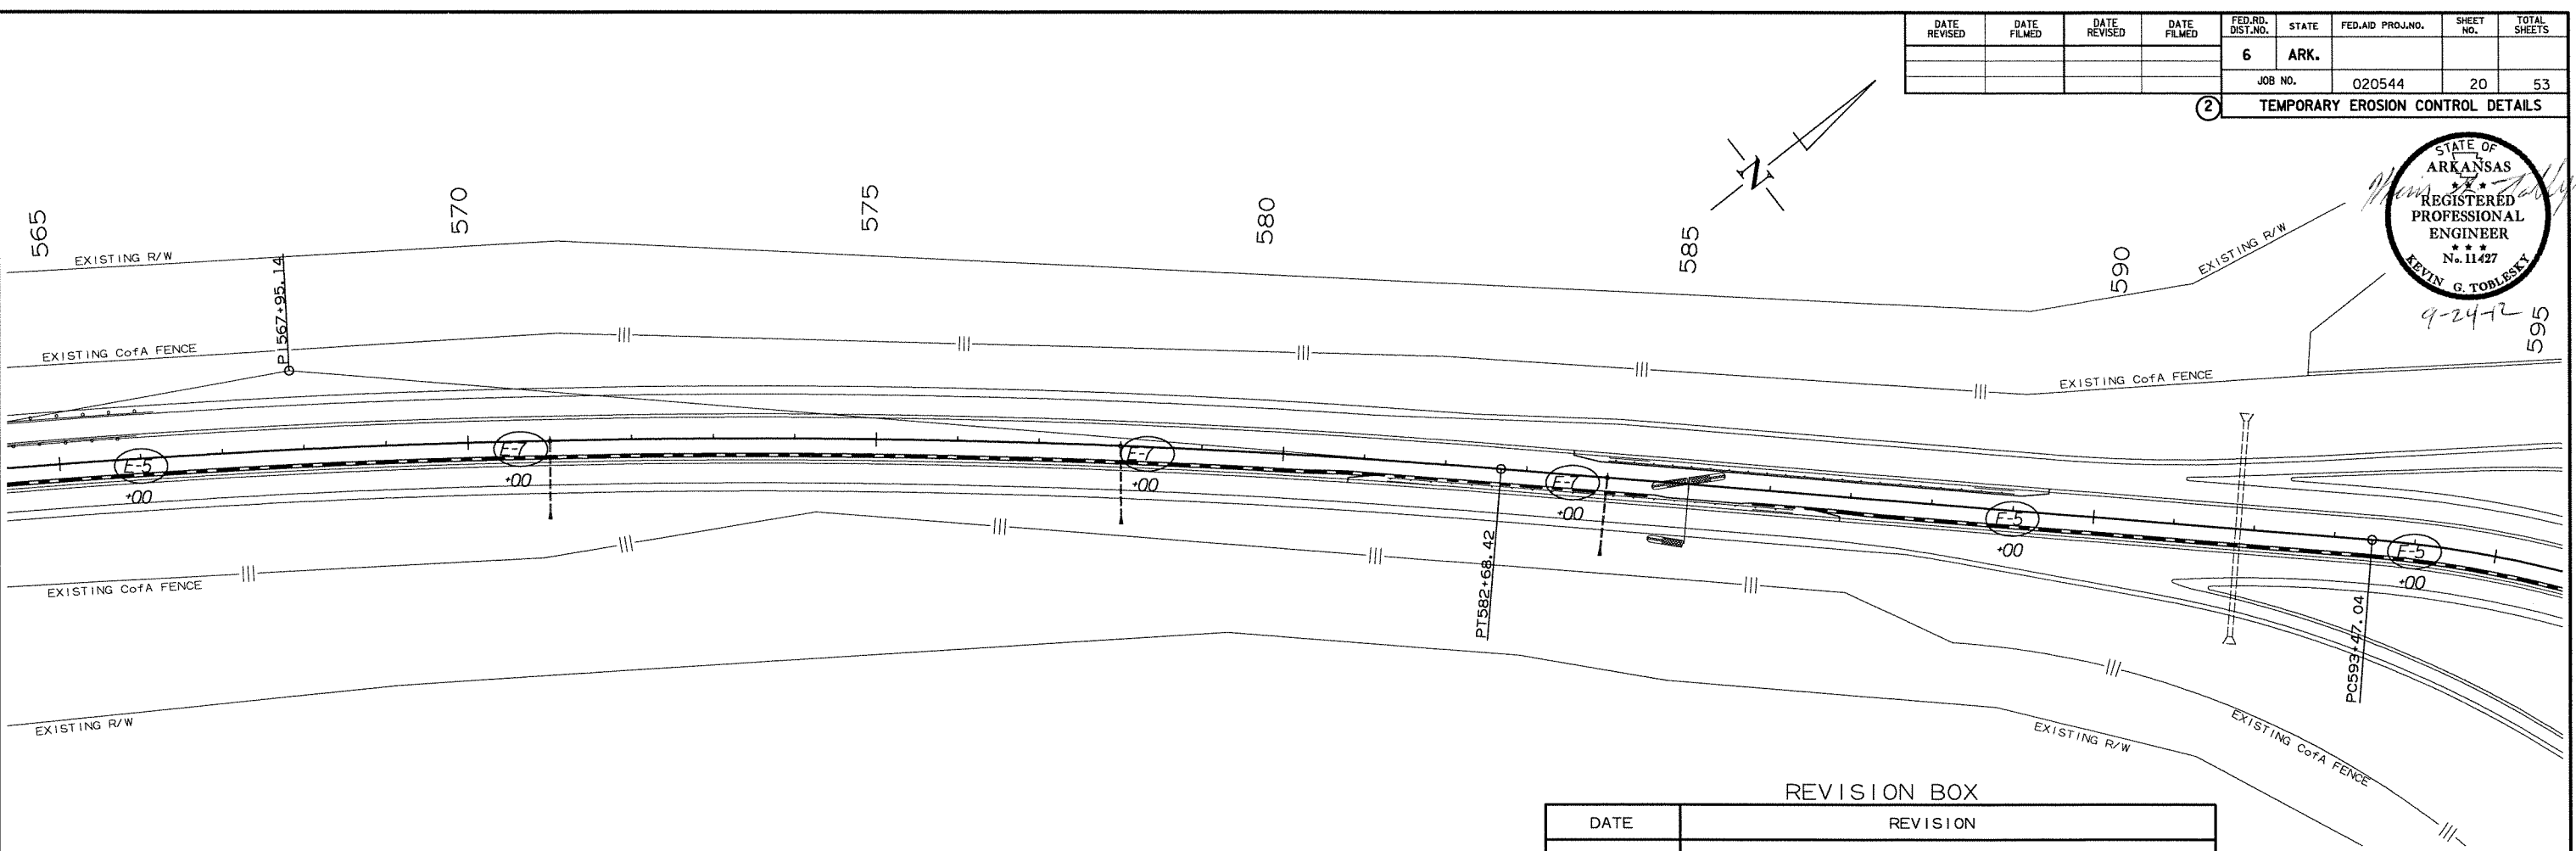 DATE REVISED
DATE FILMED
DATE REVISED
DATE FILMED
FED.RD. DIST.NO.
STATE
FED.AID PROJ.NO.
SHEET NO.
TOTAL SHEETS
6
ARK.
JOB NO.
020544
20
53
2
TEMPORARY EROSION CONTROL DETAILS
STATE OF
ARKANSAS
REGISTERED
PROFESSIONAL
ENGINEER
No. 11427
KEVIN G. TOBLESKY
9-24-12
N
565
570
575
580
585
590
595
EXISTING R/W
EXISTING R/W
PI567+95.14
EXISTING CofA FENCE
EXISTING CofA FENCE
E-5
+00
E-7
+00
E-7
+00
E-7
+00
E-5
+00
E-5
+00
PT582+68.42
PC593+47.04
EXISTING CofA FENCE
EXISTING R/W
EXISTING R/W
EXISTING CofA FENCE
REVISION BOX
DATE
REVISION